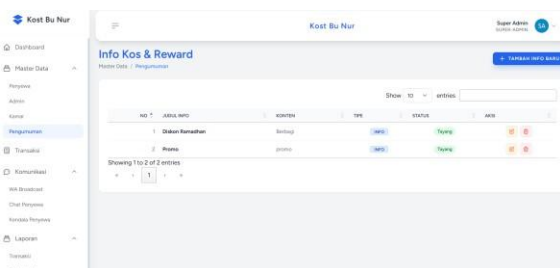 Kost Bu Nur
Kost Bu Nur
Super Admin
SUPER ADMIN
SA
Dashboard
Master Data
Penyewa
Admin
Kamar
Pengumuman
Transaksi
Komunikasi
WA Broadcast
Chat Penyewa
Kendala Penyewa
Laporan
Transaksi
Info Kos & Reward
Master Data / Pengumuman
+ TAMBAH INFO BARU
Show 10 entries
NO JUDUL INFO KONTEN TIPE STATUS AKSI
1 Diskon Ramadhan Berbagi INFO Tayang
2 Promo promo INFO Tayang
Showing 1 to 2 of 2 entries
« ‹ 1 › »